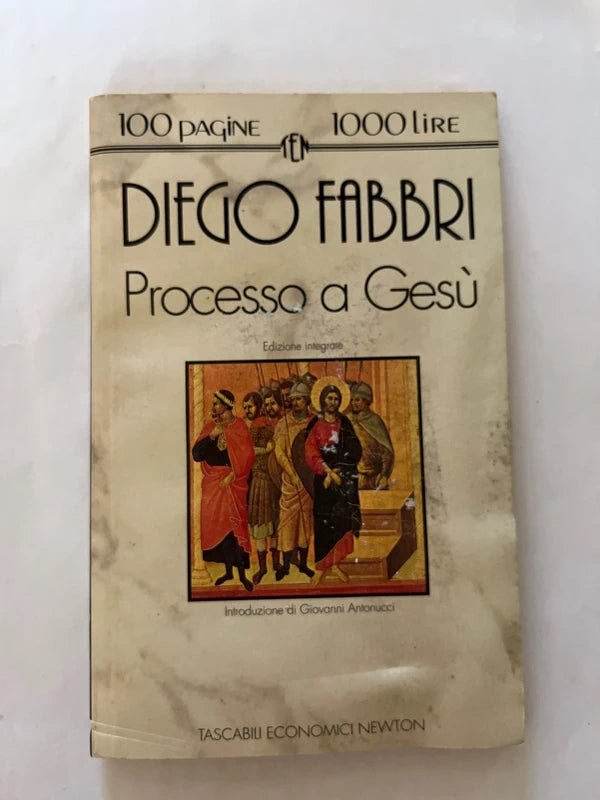 100 pagine 1000 lire
TEN
DIEGO FABBRI
Processo a Gesù
Edizione integrale
Introduzione di Giovanni Antonucci
TASCABILI ECONOMICI NEWTON